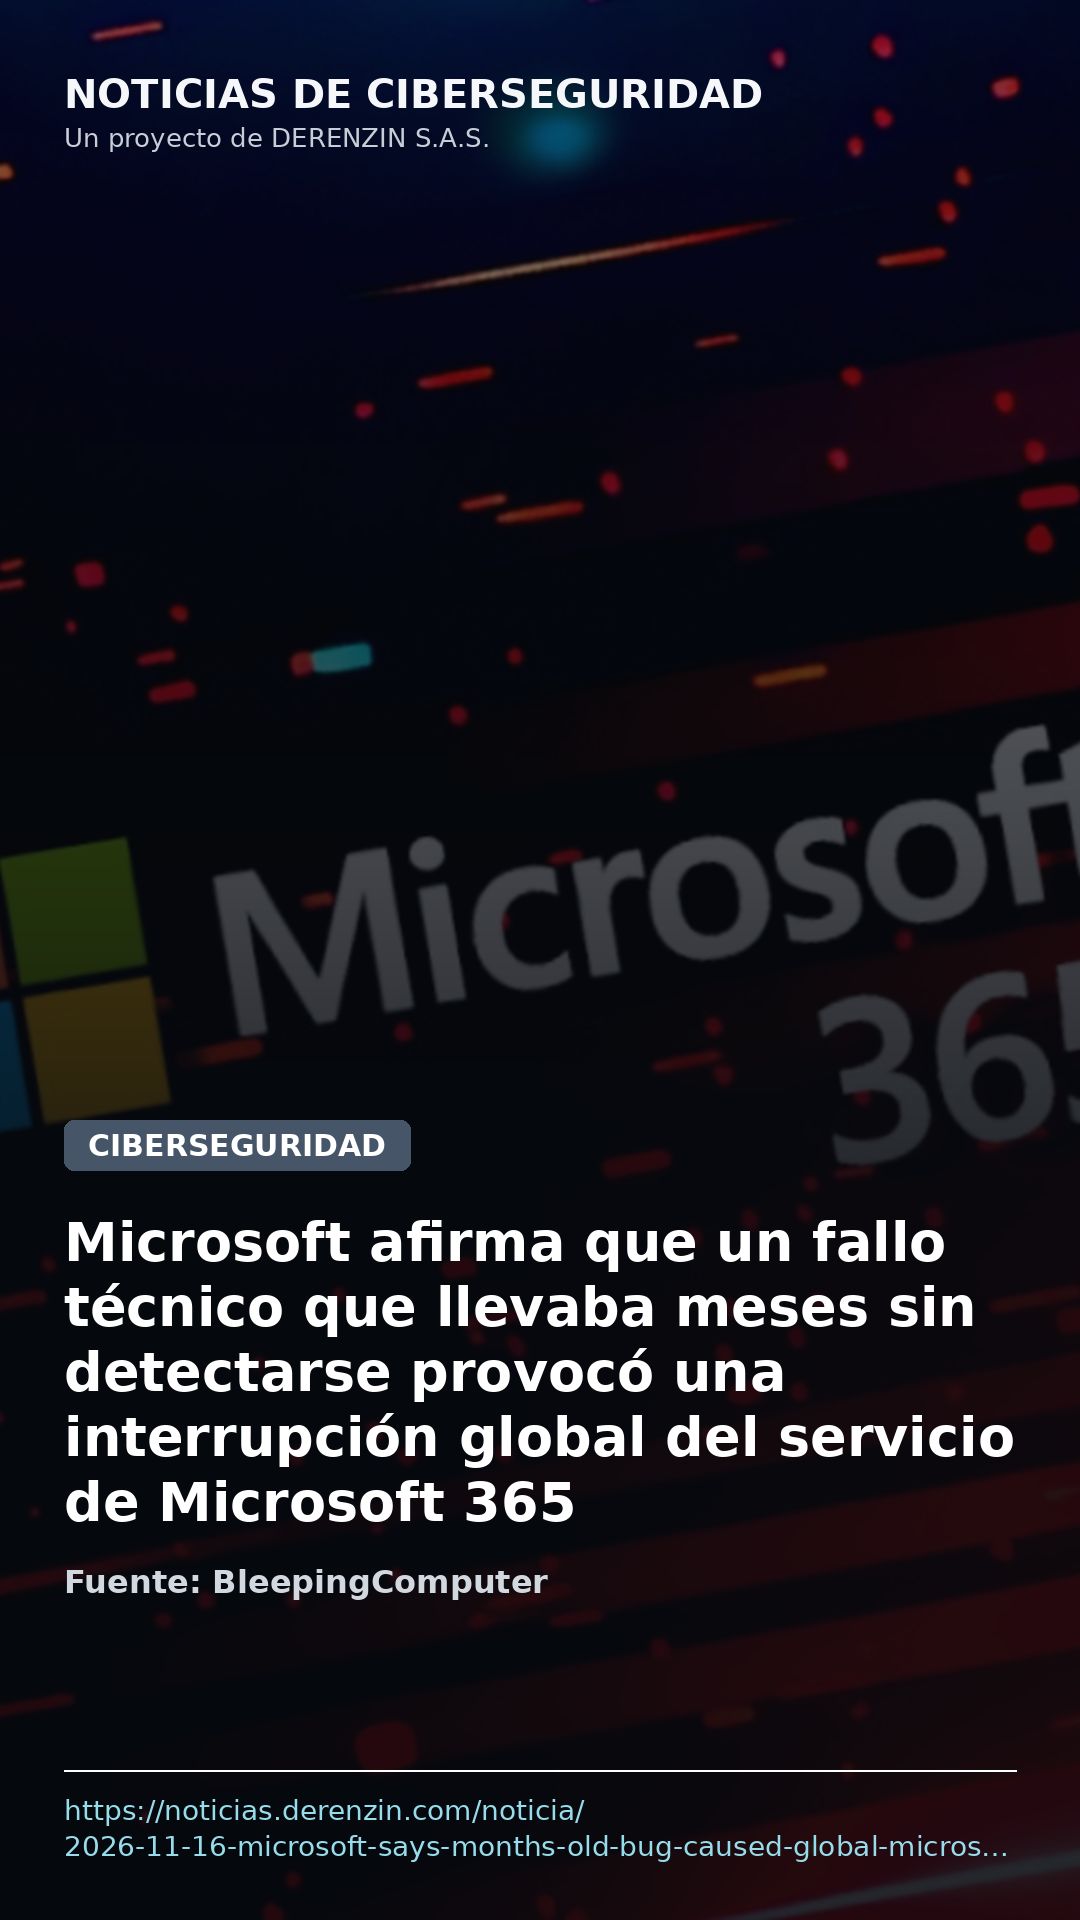 NOTICIAS DE CIBERSEGURIDAD
Un proyecto de DERENZIN S.A.S.
Microsoft
365
CIBERSEGURIDAD
Microsoft afirma que un fallo
técnico que llevaba meses sin
detectarse provocó una
interrupción global del servicio
de Microsoft 365
Fuente: BleepingComputer
https://noticias.derenzin.com/noticia/
2026-11-16-microsoft-says-months-old-bug-caused-global-micros...